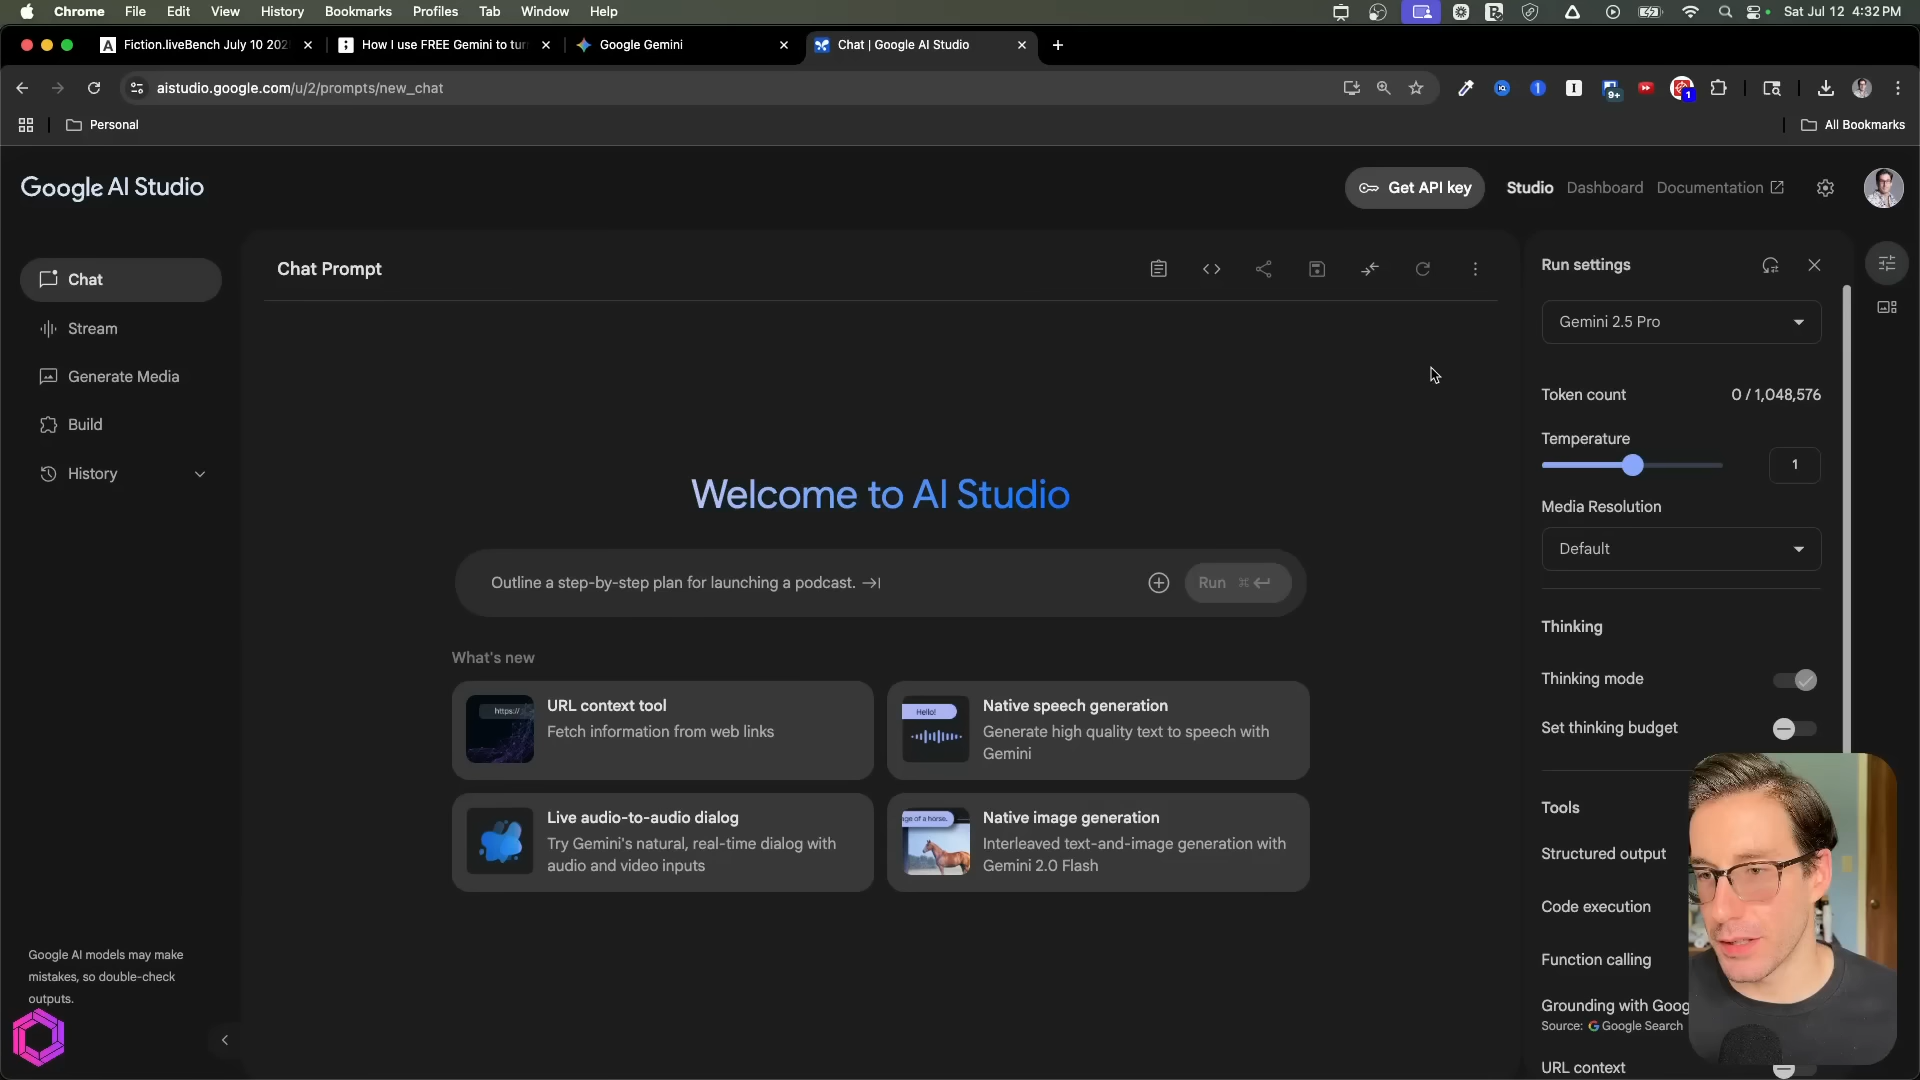 Chrome File Edit View History Bookmarks Profiles Tab Window Help Sat Jul 12 4:32 PM
Fiction.liveBench July 10 202 How I use FREE Gemini to tur Google Gemini Chat | Google AI Studio
aistudio.google.com/u/2/prompts/new_chat
9+ 1
Personal All Bookmarks
Google AI Studio Get API key Studio Dashboard Documentation
Chat Prompt
Chat
Stream
Generate Media
Build
History
Google AI models may make
mistakes, so double-check
outputs.
Welcome to AI Studio
Outline a step-by-step plan for launching a podcast. Run ⌘
What's new
https://
URL context tool
Fetch information from web links
Hello!
Native speech generation
Generate high quality text to speech with
Gemini
Live audio-to-audio dialog
Try Gemini's natural, real-time dialog with
audio and video inputs
age of a horse.
Native image generation
Interleaved text-and-image generation with
Gemini 2.0 Flash
Run settings
Gemini 2.5 Pro
Token count 0 / 1,048,576
Temperature
1
Media Resolution
Default
Thinking
Thinking mode
Set thinking budget
Tools
Structured output
Code execution
Function calling
Grounding with Goog
Source: Google Search
URL context